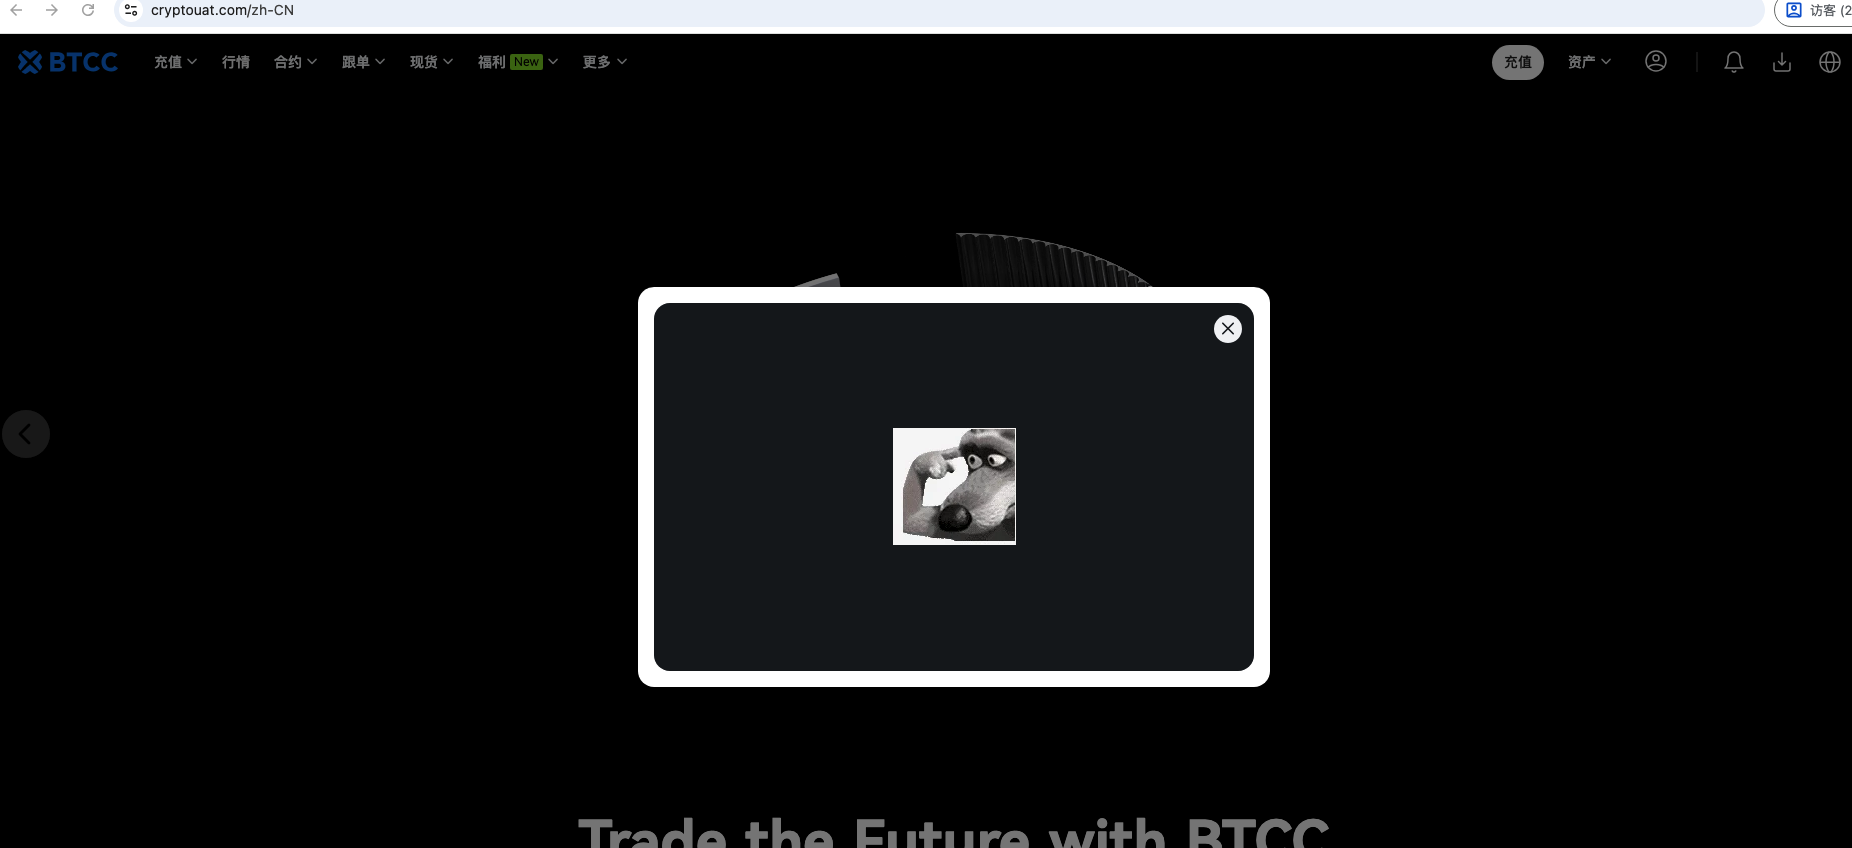 cryptouat.com/zh-CN
访客 (2
BTCC 充值 行情 合约 跟单 现货 福利 New 更多 充值 资产
Trade the Future with BTCC